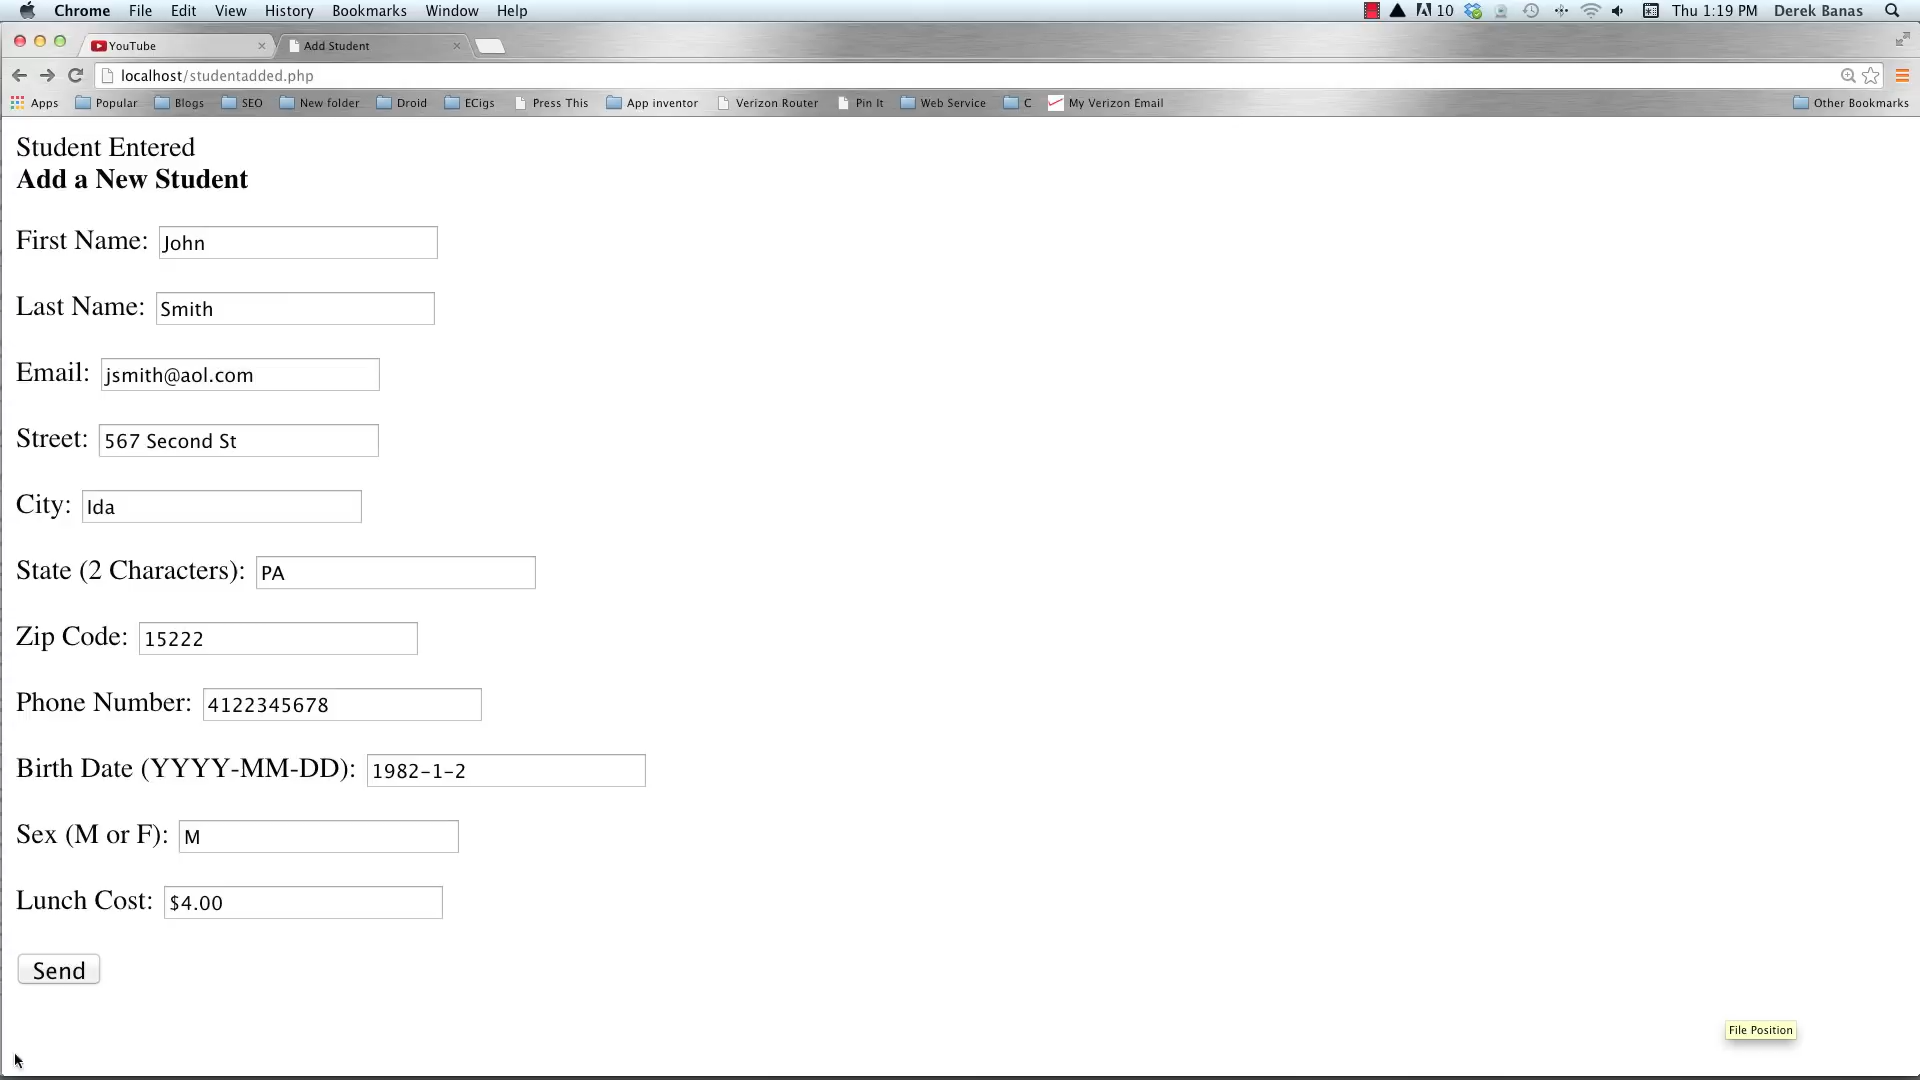 Chrome File Edit View History Bookmarks Window Help 10 Thu 1:19 PM Derek Banas
YouTube Add Student
localhost/studentadded.php
Apps Popular Blogs SEO New folder Droid ECigs Press This App inventor Verizon Router Pin It Web Service C My Verizon Email Other Bookmarks
Student Entered
Add a New Student
First Name: John
Last Name: Smith
Email: jsmith@aol.com
Street: 567 Second St
City: Ida
State (2 Characters): PA
Zip Code: 15222
Phone Number: 4122345678
Birth Date (YYYY-MM-DD): 1982-1-2
Sex (M or F): M
Lunch Cost: $4.00
Send
File Position